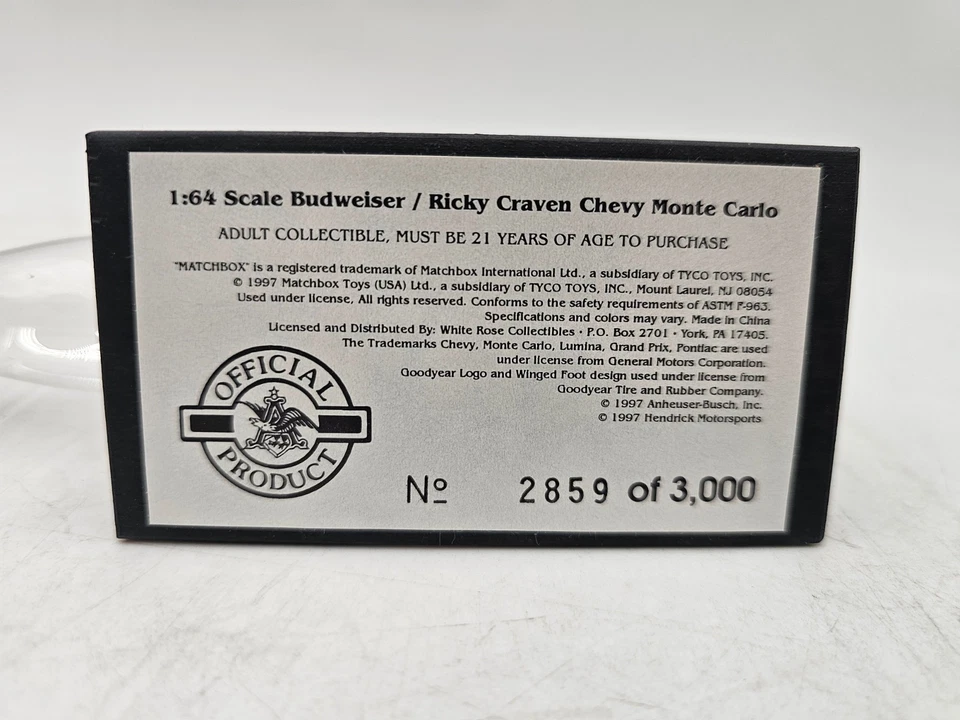 1:64 Scale Budweiser / Ricky Craven Chevy Monte Carlo
ADULT COLLECTIBLE, MUST BE 21 YEARS OF AGE TO PURCHASE
"MATCHBOX" is a registered trademark of Matchbox International Ltd., a subsidiary of TYCO TOYS, INC.
© 1997 Matchbox Toys (USA) Ltd., a subsidiary of TYCO TOYS, INC., Mount Laurel, NJ 08054
Used under license, All rights reserved. Conforms to the safety requirements of ASTM F-963.
Specifications and colors may vary. Made in China
Licensed and Distributed By: White Rose Collectibles · P.O. Box 2701 · York, PA 17405.
The Trademarks Chevy, Monte Carlo, Lumina, Grand Prix, Pontiac are used
under license from General Motors Corporation.
Goodyear Logo and Winged Foot design used under license from
Goodyear Tire and Rubber Company.
© 1997 Anheuser-Busch, Inc.
© 1997 Hendrick Motorsports
OFFICIAL
A
PRODUCT
Nº 2859 of 3,000